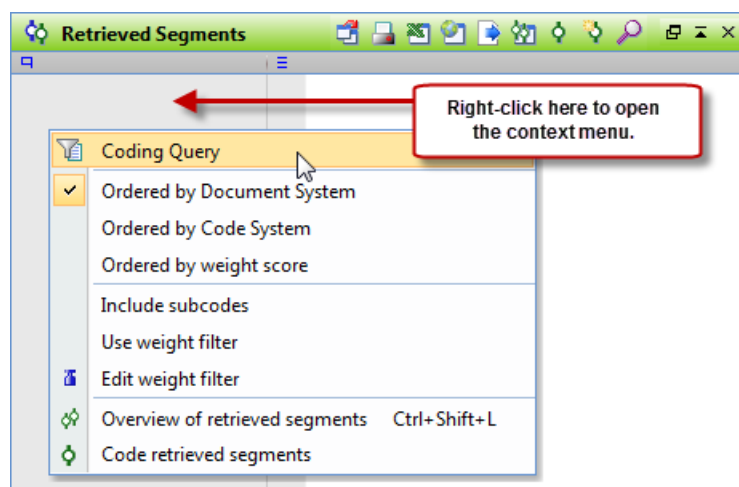 Retrieved Segments
Right-click here to open
the context menu.
Coding Query
Ordered by Document System
Ordered by Code System
Ordered by weight score
Include subcodes
Use weight filter
Edit weight filter
Overview of retrieved segments Ctrl+Shift+L
Code retrieved segments